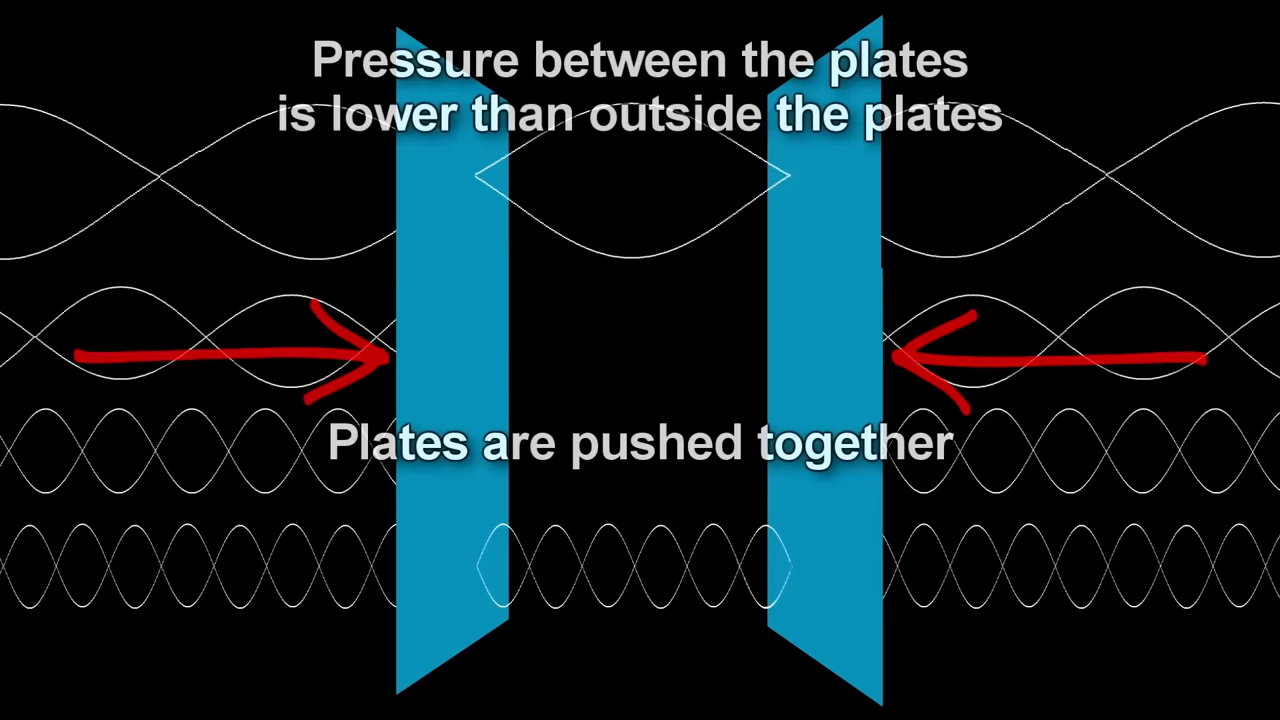 Pressure between the plates
is lower than outside the plates
Plates are pushed together